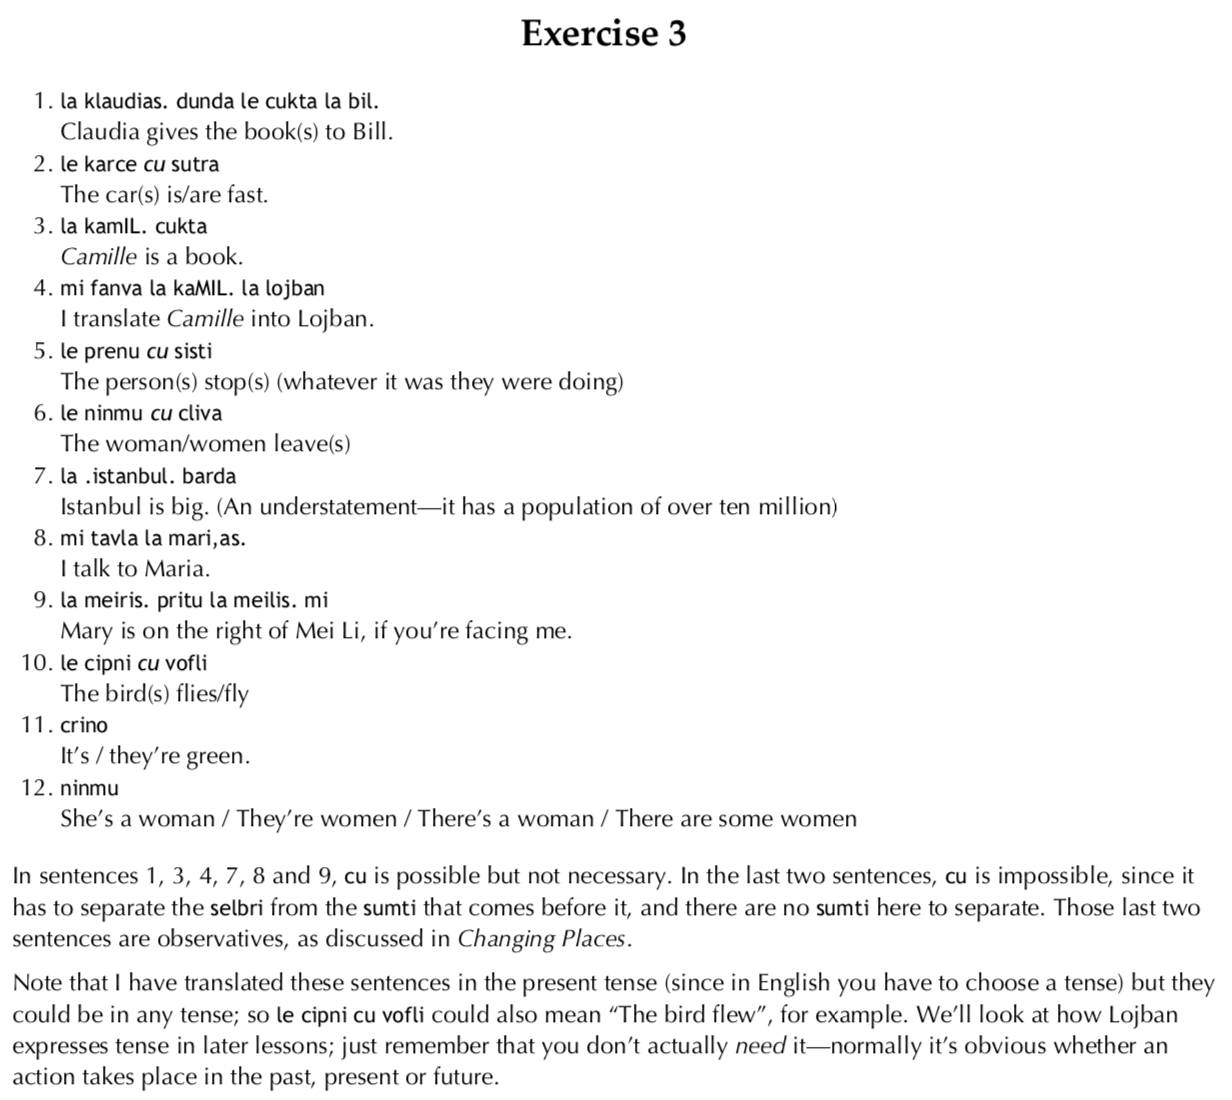 Exercise 3
1. la klaudias. dunda le cukta la bil.
Claudia gives the book(s) to Bill.
2. le karce cu sutra
The car(s) is/are fast.
3. la kamIL. cukta
Camille is a book.
4. mi fanva la kaMIL. la lojban
I translate Camille into Lojban.
5. le prenu cu sisti
The person(s) stop(s) (whatever it was they were doing)
6. le ninmu cu cliva
The woman/women leave(s)
7. la .istanbul. barda
Istanbul is big. (An understatement—it has a population of over ten million)
8. mi tavla la mari,as.
I talk to Maria.
9. la meiris. pritu la meilis. mi
Mary is on the right of Mei Li, if you’re facing me.
10. le cipni cu vofli
The bird(s) flies/fly
11. crino
It’s / they’re green.
12. ninmu
She’s a woman / They’re women / There’s a woman / There are some women
In sentences 1, 3, 4, 7, 8 and 9, cu is possible but not necessary. In the last two sentences, cu is impossible, since it
has to separate the selbri from the sumti that comes before it, and there are no sumti here to separate. Those last two
sentences are observatives, as discussed in Changing Places.
Note that I have translated these sentences in the present tense (since in English you have to choose a tense) but they
could be in any tense; so le cipni cu vofli could also mean “The bird flew”, for example. We’ll look at how Lojban
expresses tense in later lessons; just remember that you don’t actually need it—normally it’s obvious whether an
action takes place in the past, present or future.